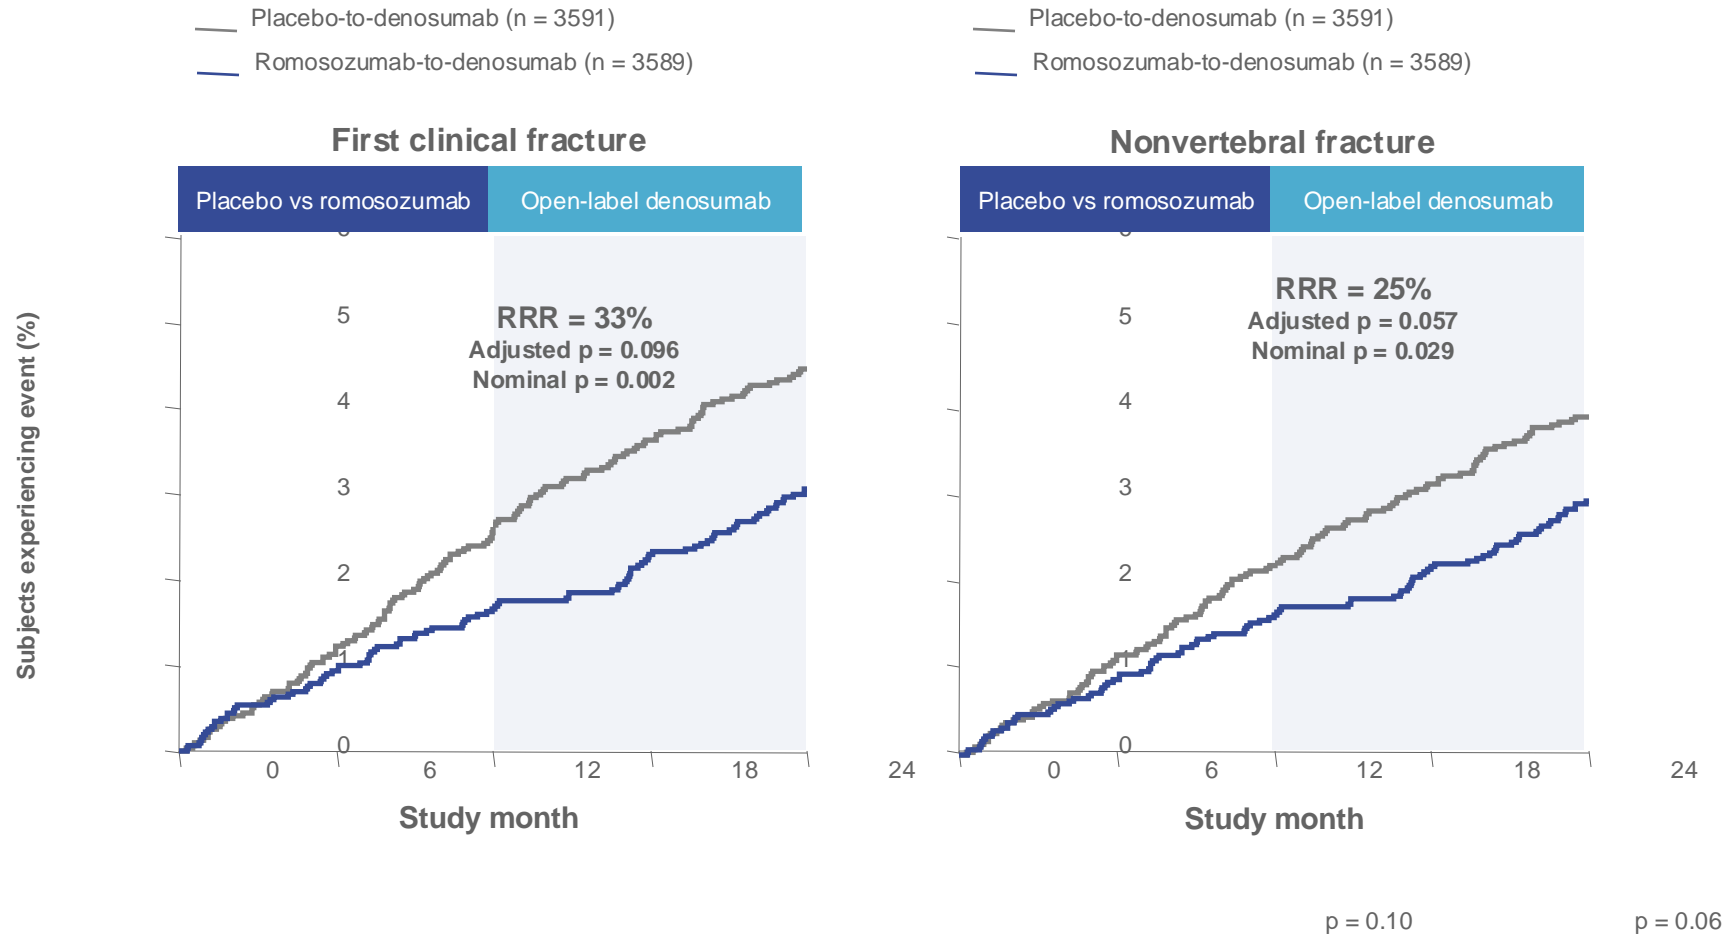 Placebo-to-denosumab (n = 3591)
Romosozumab-to-denosumab (n = 3589)
Placebo-to-denosumab (n = 3591)
Romosozumab-to-denosumab (n = 3589)
First clinical fracture
Placebo vs romosozumab
Open-label denosumab
Subjects experiencing event (%)
6
5
4
3
2
1
0
RRR = 33%
Adjusted p = 0.096
Nominal p = 0.002
0 6 12 18 24
Study month
Nonvertebral fracture
Placebo vs romosozumab
Open-label denosumab
6
5
4
3
2
1
0
RRR = 25%
Adjusted p = 0.057
Nominal p = 0.029
0 6 12 18 24
Study month
p = 0.10
p = 0.06